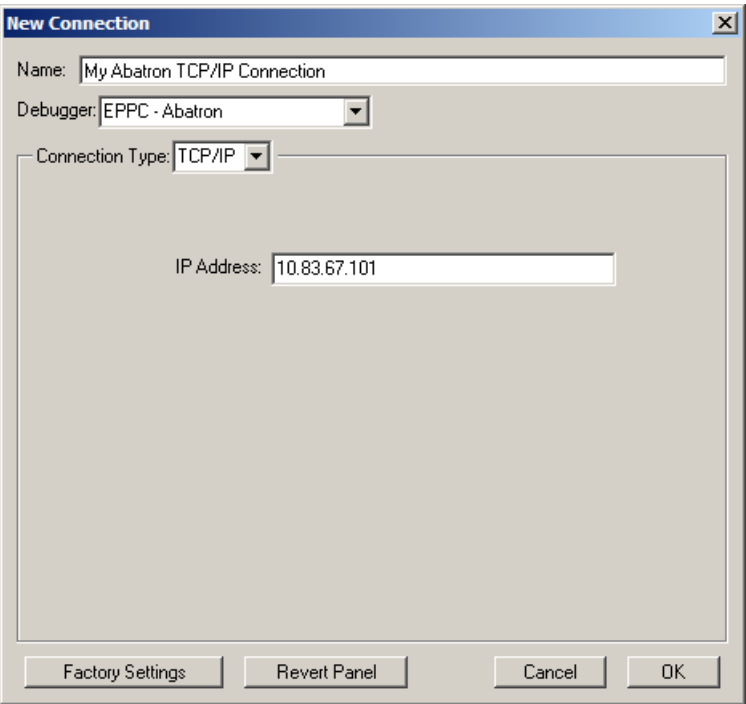 New Connection
Name: My Abatron TCP/IP Connection
Debugger: EPPC - Abatron
Connection Type: TCP/IP
IP Address: 10.83.67.101
Factory Settings Revert Panel Cancel OK